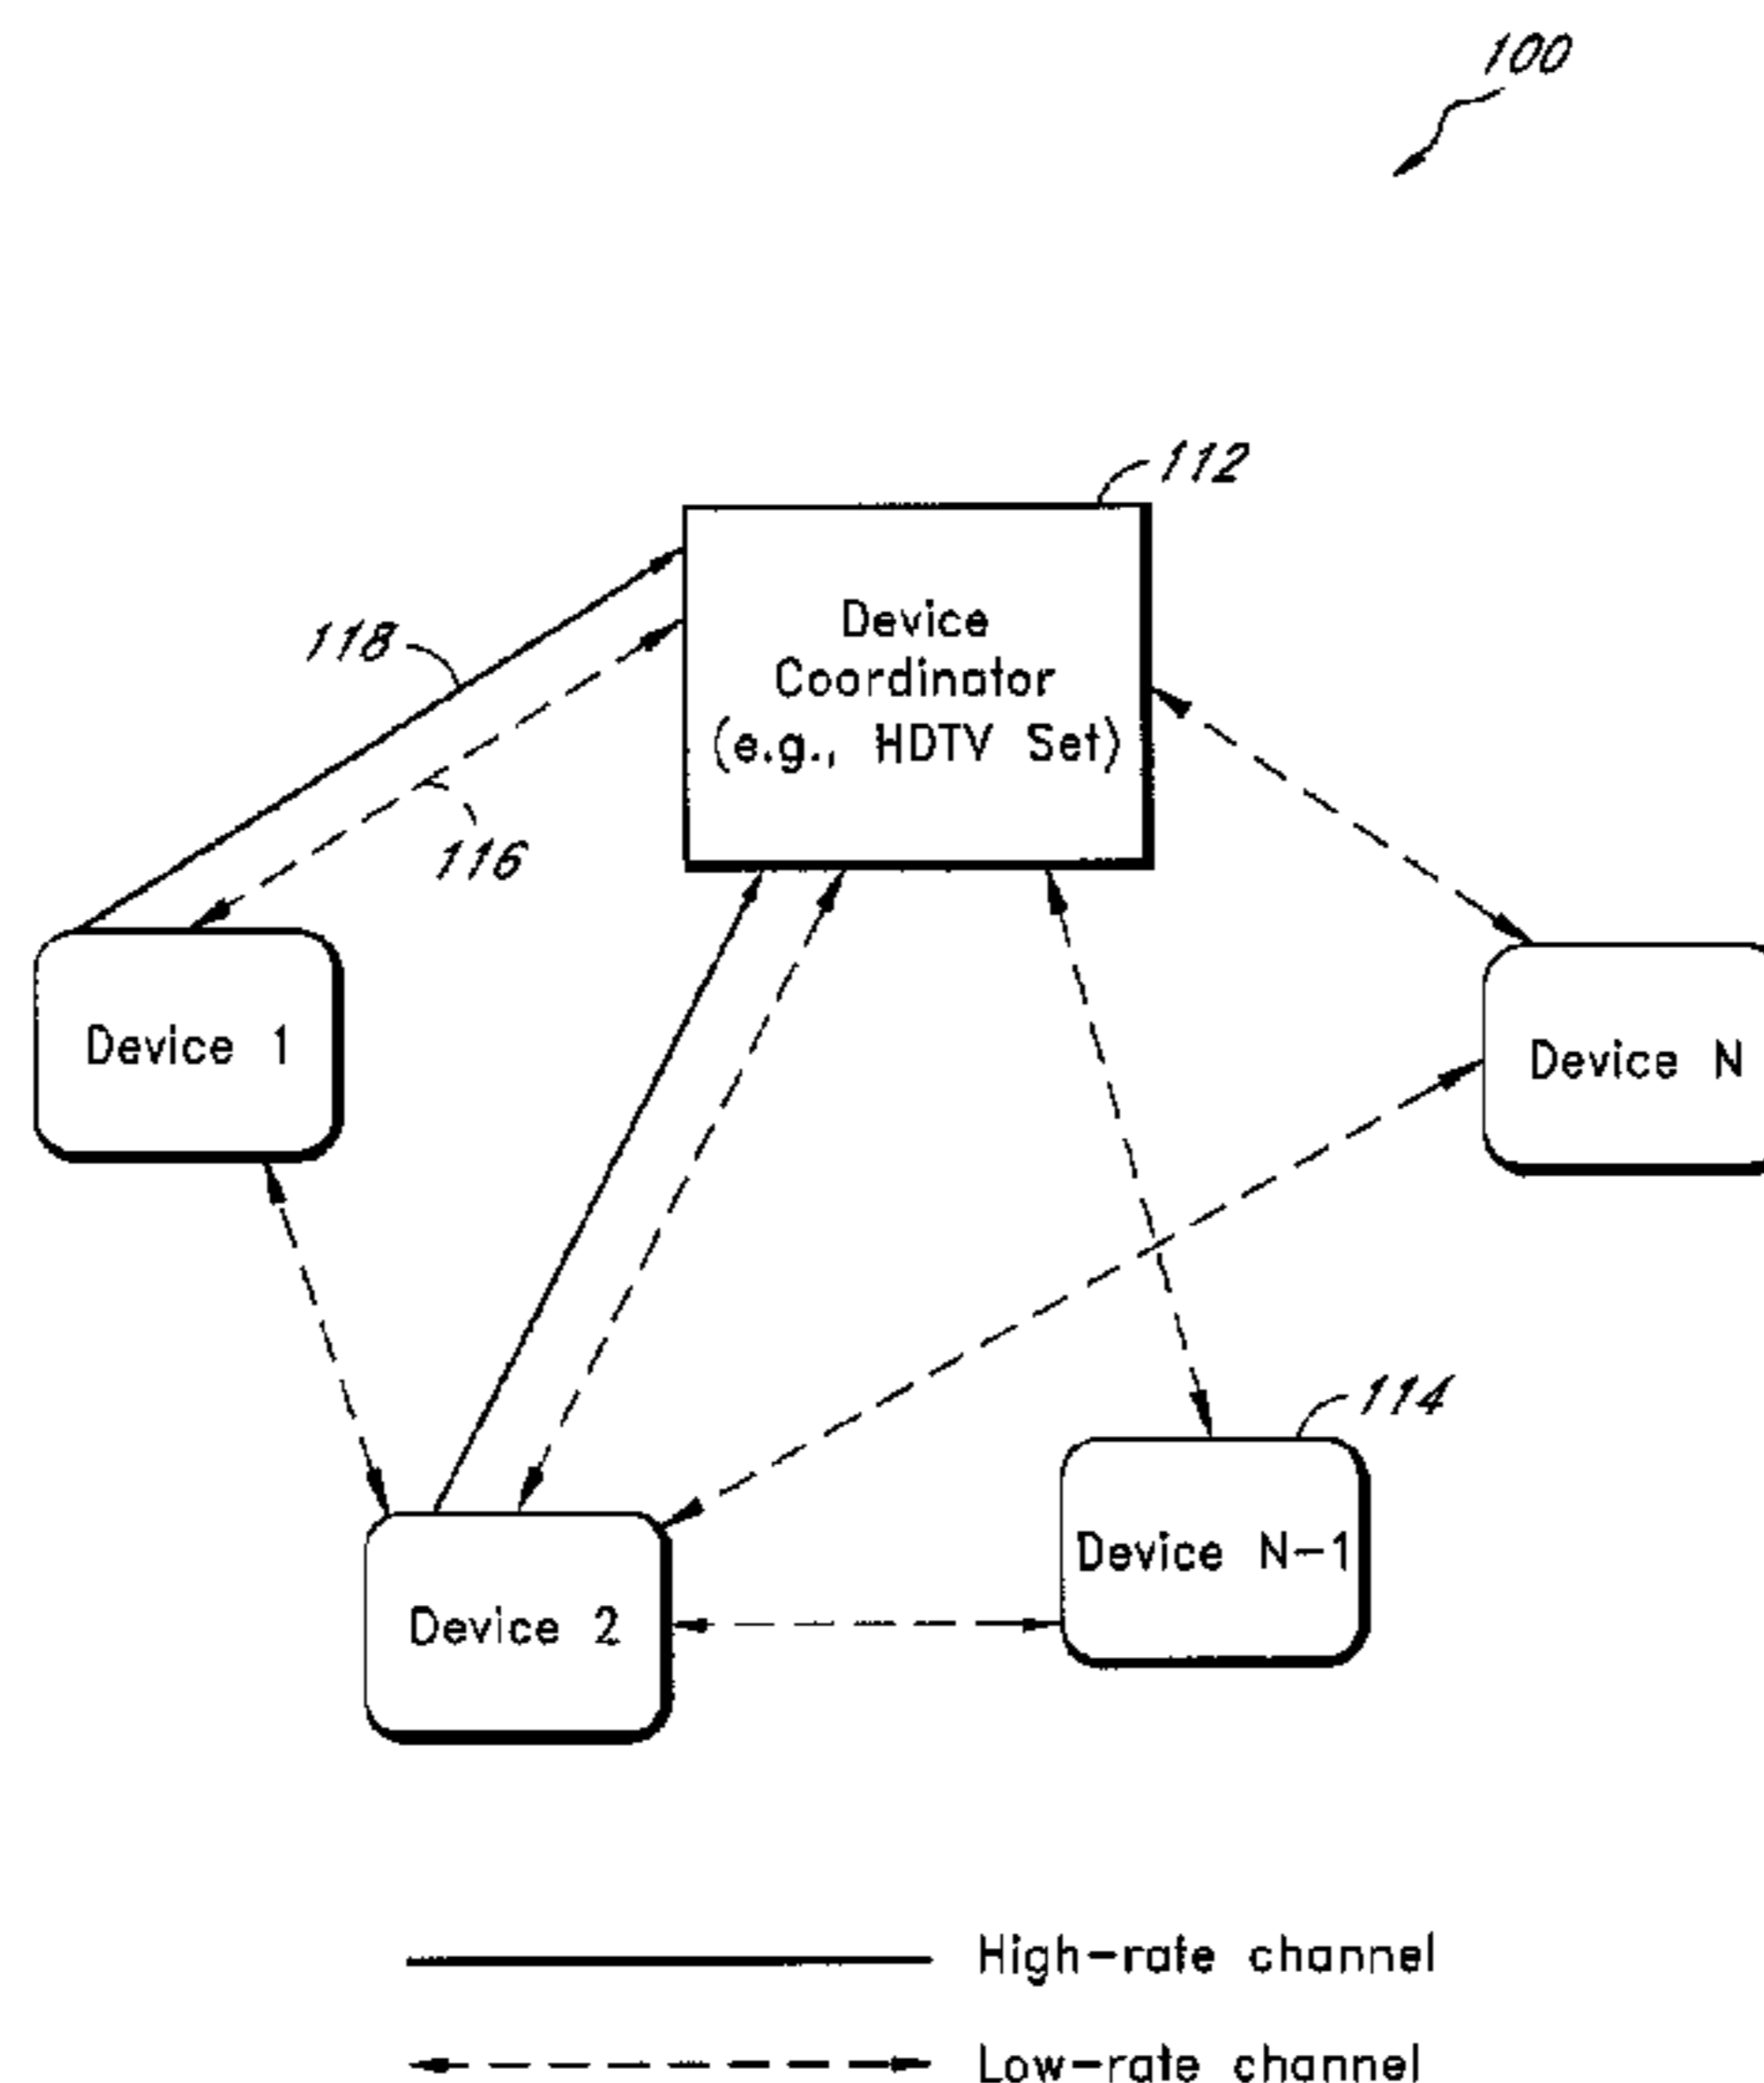 100
112
Device
Coordinator
(e.g., HDTV Set)
118
116
Device 1
Device N
114
Device N-1
Device 2
High-rate channel
Low-rate channel